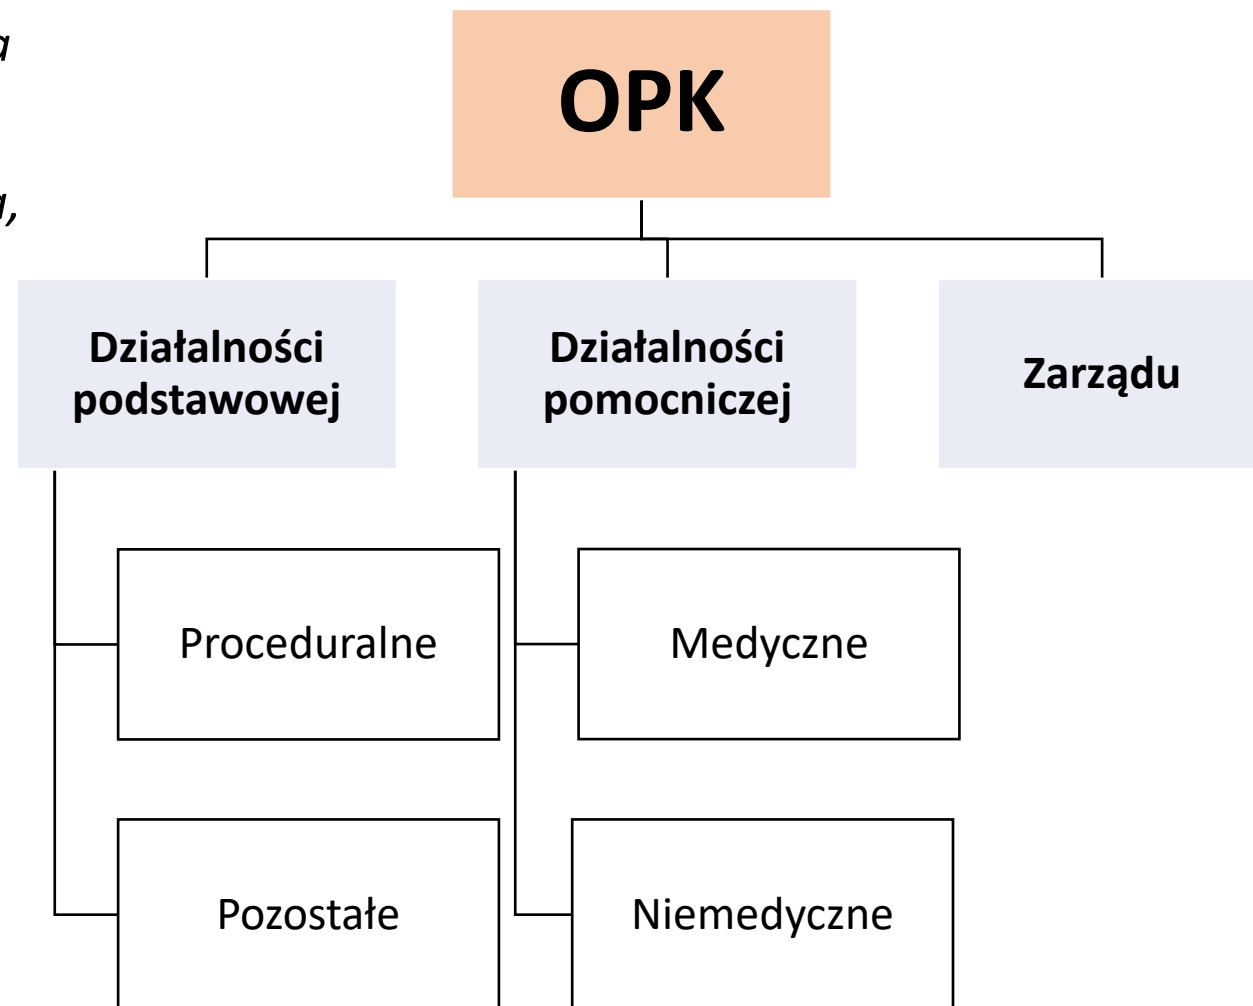 OPK
Działalności
podstawowej
Działalności
pomocniczej
Zarządu
Proceduralne
Medyczne
Pozostałe
Niemedyczne